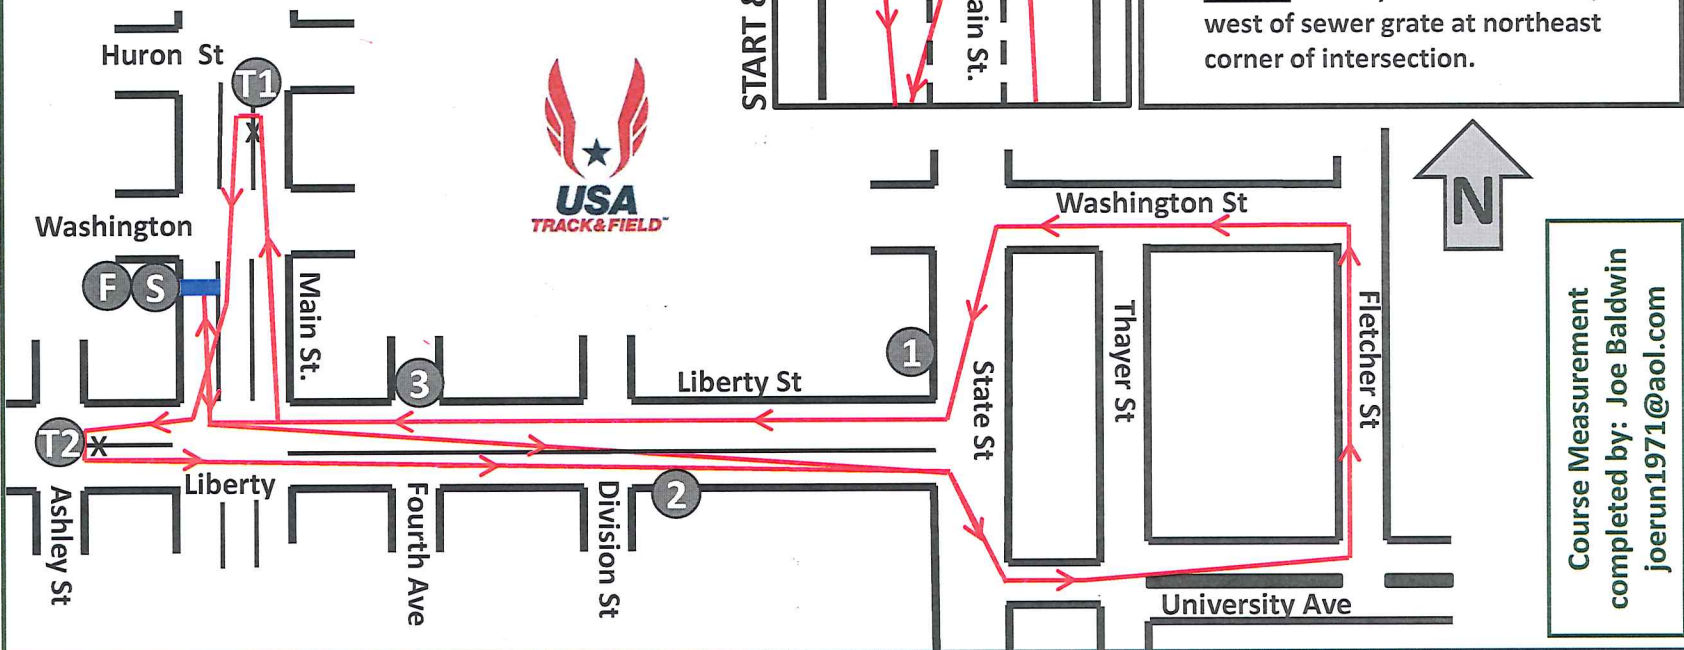 START &
ain St.
west of sewer grate at northeast
corner of intersection.
Huron St
T1
X
Washington
F S
Main St.
USA
TRACK&FIELD
N
Washington St
Thayer St
Fletcher St
State St
1
3
Liberty St
T2 X
Liberty
2
Ashley St
Fourth Ave
Division St
University Ave
Course Measurement
completed by: Joe Baldwin
joerun1971@aol.com